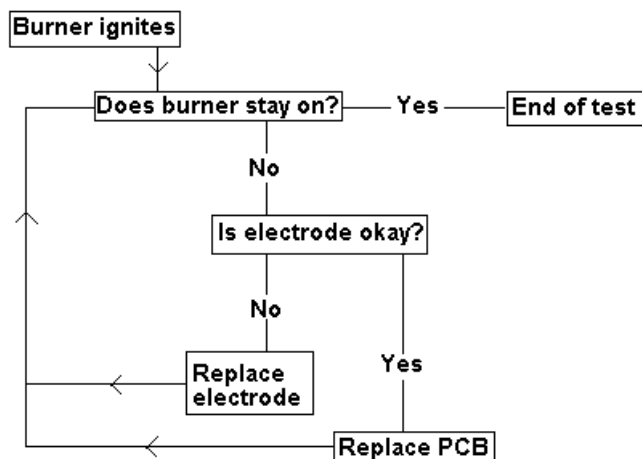 Burner ignites
Does burner stay on?
Yes
End of test
No
Is electrode okay?
No
Yes
Replace
electrode
Replace PCB